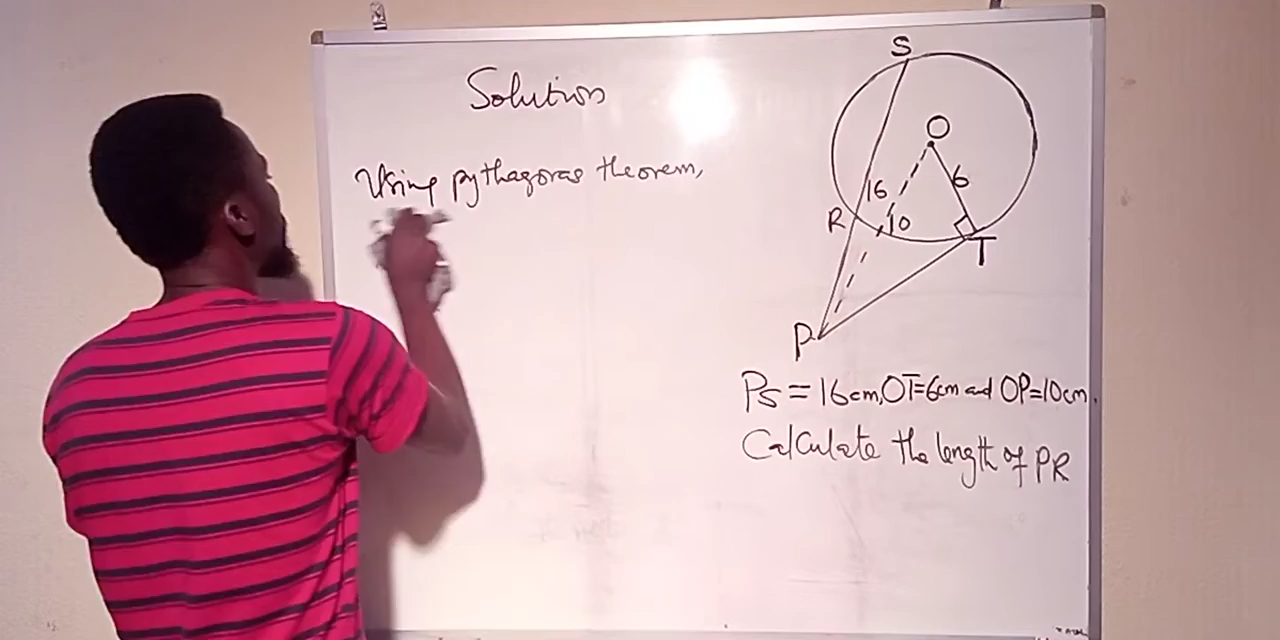 Solution
Using pythagoras theorem,
S
O
6
16
R
10
T
P
PS = 16cm, OT=6cm and OP=10cm.
Calculate the length of PR